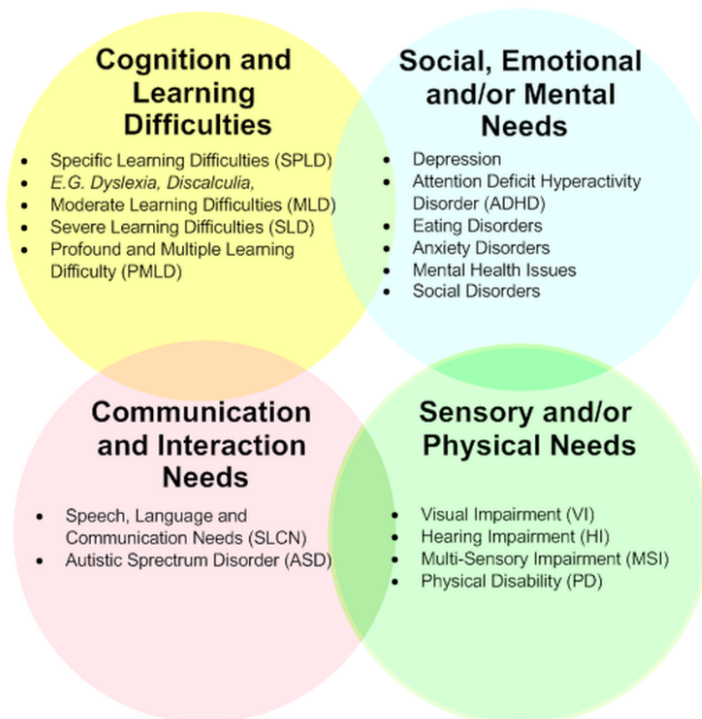 Cognition and
Learning
Difficulties
• Specific Learning Difficulties (SPLD)
• E.G. Dyslexia, Discalculia,
• Moderate Learning Difficulties (MLD)
• Severe Learning Difficulties (SLD)
• Profound and Multiple Learning
Difficulty (PMLD)
Social, Emotional
and/or Mental
Needs
• Depression
• Attention Deficit Hyperactivity
Disorder (ADHD)
• Eating Disorders
• Anxiety Disorders
• Mental Health Issues
• Social Disorders
Communication
and Interaction
Needs
• Speech, Language and
Communication Needs (SLCN)
• Autistic Sprectrum Disorder (ASD)
Sensory and/or
Physical Needs
• Visual Impairment (VI)
• Hearing Impairment (HI)
• Multi-Sensory Impairment (MSI)
• Physical Disability (PD)